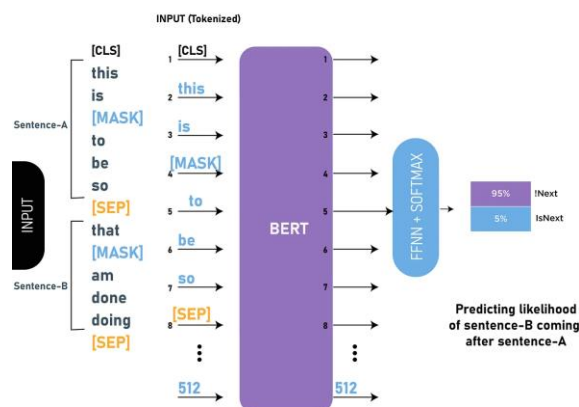 INPUT (Tokenized)
INPUT
Sentence-A
[CLS]
this
is
[MASK]
to
be
so
[SEP]
Sentence-B
that
[MASK]
am
done
doing
[SEP]
1 [CLS]
2 this
3 is
4 [MASK]
5 to
6 be
7 so
8 [SEP]
512
BERT
1
2
3
4
5
6
7
8
512
FFNN + SOFTMAX
95% !Next
5% IsNext
Predicting likelihood
of sentence-B coming
after sentence-A